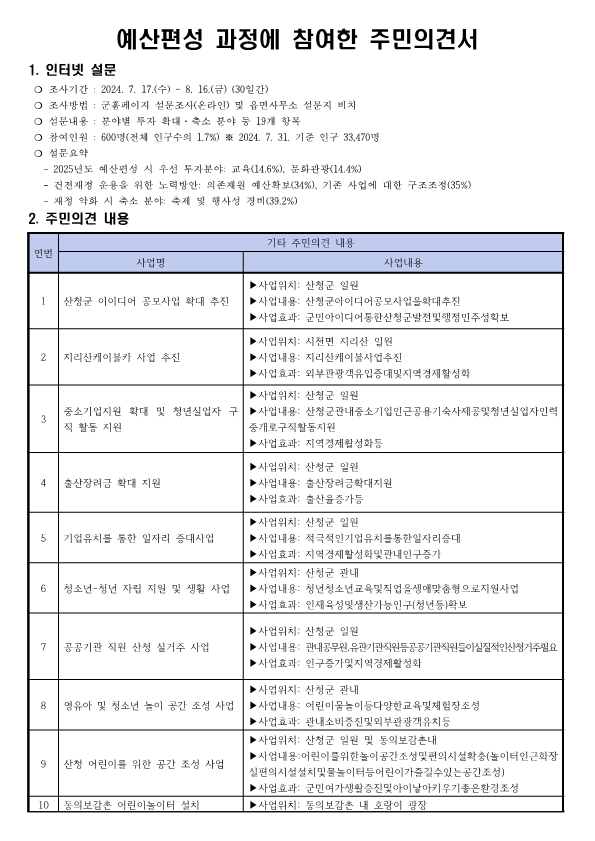 예산편성 과정에 참여한 주민의견서
1. 인터넷 설문
❍ 조사기간 : 2024. 7. 17.(수) - 8. 16.(금) (30일간)
❍ 조사방법 : 군홈페이지 설문조사(온라인) 및 읍면사무소 설문지 비치
❍ 설문내용 : 분야별 투자 확대·축소 분야 등 19개 항목
❍ 참여인원 : 600명(전체 인구수의 1.7%) ※ 2024. 7. 31. 기준 인구 33,470명
❍ 설문요약
- 2025년도 예산편성 시 우선 투자분야: 교육(14.6%), 문화관광(14.4%)
- 건전재정 운용을 위한 노력방안: 의존재원 예산확보(34%), 기존 사업에 대한 구조조정(35%)
- 재정 악화 시 축소 분야: 축제 및 행사성 경비(39.2%)
2. 주민의견 내용
연번
기타 주민의견 내용
사업명
사업내용
1
산청군 이이디어 공모사업 확대 추진
▶사업위치: 산청군 일원
▶사업내용: 산청군아이디어공모사업을확대추진
▶사업효과: 군민아이디어통한산청군발전및행정민주성확보
2
지리산케이블카 사업 추진
▶사업위치: 시천면 지리산 일원
▶사업내용: 지리산케이블사업추진
▶사업효과: 외부관광객유입증대및지역경제활성화
3
중소기업지원 확대 및 청년실업자 구
직 활동 지원
▶사업위치: 산청군 일원
▶사업내용: 산청군관내중소기업인근공용기숙사제공및청년실업자인력
중개로구직활동지원
▶사업효과: 지역경제활성화등
4
출산장려금 확대 지원
▶사업위치: 산청군 일원
▶사업내용: 출산장려금확대지원
▶사업효과: 출산율증가등
5
기업유치를 통한 일자리 증대사업
▶사업위치: 산청군 일원
▶사업내용: 적극적인기업유치를통한일자리증대
▶사업효과: 지역경제활성화및관내인구증가
6
청소년-청년 자립 지원 및 생활 사업
▶사업위치: 산청군 관내
▶사업내용: 청년청소년교육및직업을생애맞춤형으로지원사업
▶사업효과: 인재육성및생산가능인구(청년등)확보
7
공공기관 직원 산청 실거주 사업
▶사업위치: 산청군 일원
▶사업내용: 관내공무원,유관기관직원등공공기관직원들이실질적인산청거주필요
▶사업효과: 인구증가및지역경제활성화
8
영유아 및 청소년 놀이 공간 조성 사업
▶사업위치: 산청군 관내
▶사업내용: 어린이물놀이등다양한교육및체험장조성
▶사업효과: 관내소비증진및외부관광객유치등
9
산청 어린이를 위한 공간 조성 사업
▶사업위치: 산청군 일원 및 동의보감촌내
▶사업내용:어린이를위한놀이공간조성및편의시설확충(놀이터인근화장
실편의시설설치및물놀이터등어린이가즐길수있는공간조성)
▶사업효과: 군민여가생활증진및아이낳아키우기좋은환경조성
10
동의보감촌 어린이놀이터 설치
▶사업위치: 동의보감촌 내 호랑이 광장